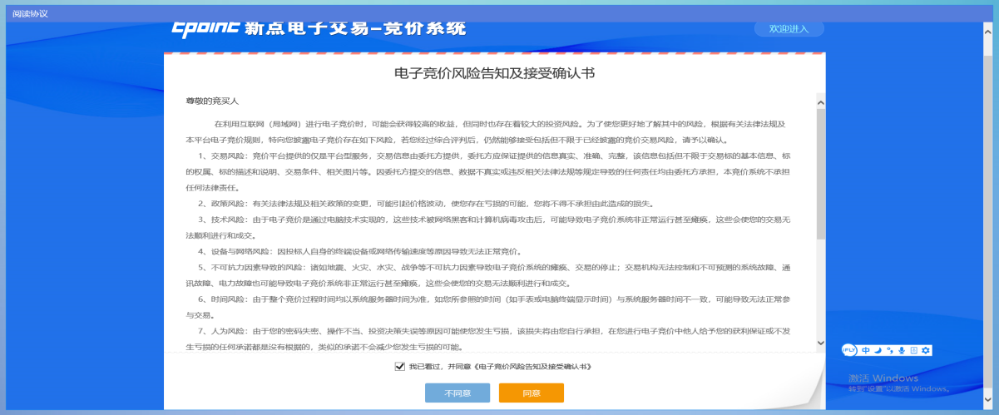 阅读协议
Epoint 新点电子交易-竞价系统
欢迎进入
电子竞价风险告知及接受确认书
尊敬的竞买人
在利用互联网（局域网）进行电子竞价时，可能会获得较高的收益，但同时也存在着较大的投资风险。为了使您更好地了解其中的风险，根据有关法律法规及
本平台电子竞价规则，特向您披露电子竞价存在如下风险，若您经过综合评判后，仍然能够接受包括但不限于已经披露的竞价交易风险，请予以确认。
1、交易风险：竞价平台提供的仅是平台型服务，交易信息由委托方提供，委托方应保证提供的信息真实、准确、完整，该信息包括但不限于交易标的基本信息、标
的权属、标的描述和说明、交易条件、相关图片等。因委托方提交的信息、数据不真实或违反相关法律法规等规定导致的任何责任均由委托方承担，本竞价系统不承担
任何法律责任。
2、政策风险：有关法律法规及相关政策的变更，可能引起价格波动，使您存在亏损的可能，您将不得不承担由此造成的损失。
3、技术风险：由于电子竞价是通过电脑技术实现的，这些技术被网络黑客和计算机病毒攻击后，可能导致电子竞价系统非正常运行甚至瘫痪，这些会使您的交易无
法顺利进行和成交。
4、设备与网络风险：因投标人自身的终端设备或网络传输速度等原因导致无法正常竞价。
5、不可抗力因素导致的风险：诸如地震、火灾、水灾、战争等不可抗力因素导致电子竞价系统的瘫痪、交易的停止；交易机构无法控制和不可预测的系统故障、通
讯故障、电力故障也可能导致电子竞价系统非正常运行甚至瘫痪，这些会使您的交易无法顺利进行和成交。
6、时间风险：由于整个竞价过程时间均以系统服务器时间为准，如您所参照的时间（如手表或电脑终端显示时间）与系统服务器时间不一致，可能导致无法正常参
与交易。
7、人为风险：由于您的密码失密、操作不当、投资决策失误等原因可能使您发生亏损，该损失将由您自行承担，在您进行电子竞价中他人给予您的获利保证或不发
生亏损的任何承诺都是没有根据的，类似的承诺不会减少您发生亏损的可能。
iFLY 中
我已看过，并同意《电子竞价风险告知及接受确认书》
激活 Windows
转到"设置"以激活 Windows。
不同意 同意